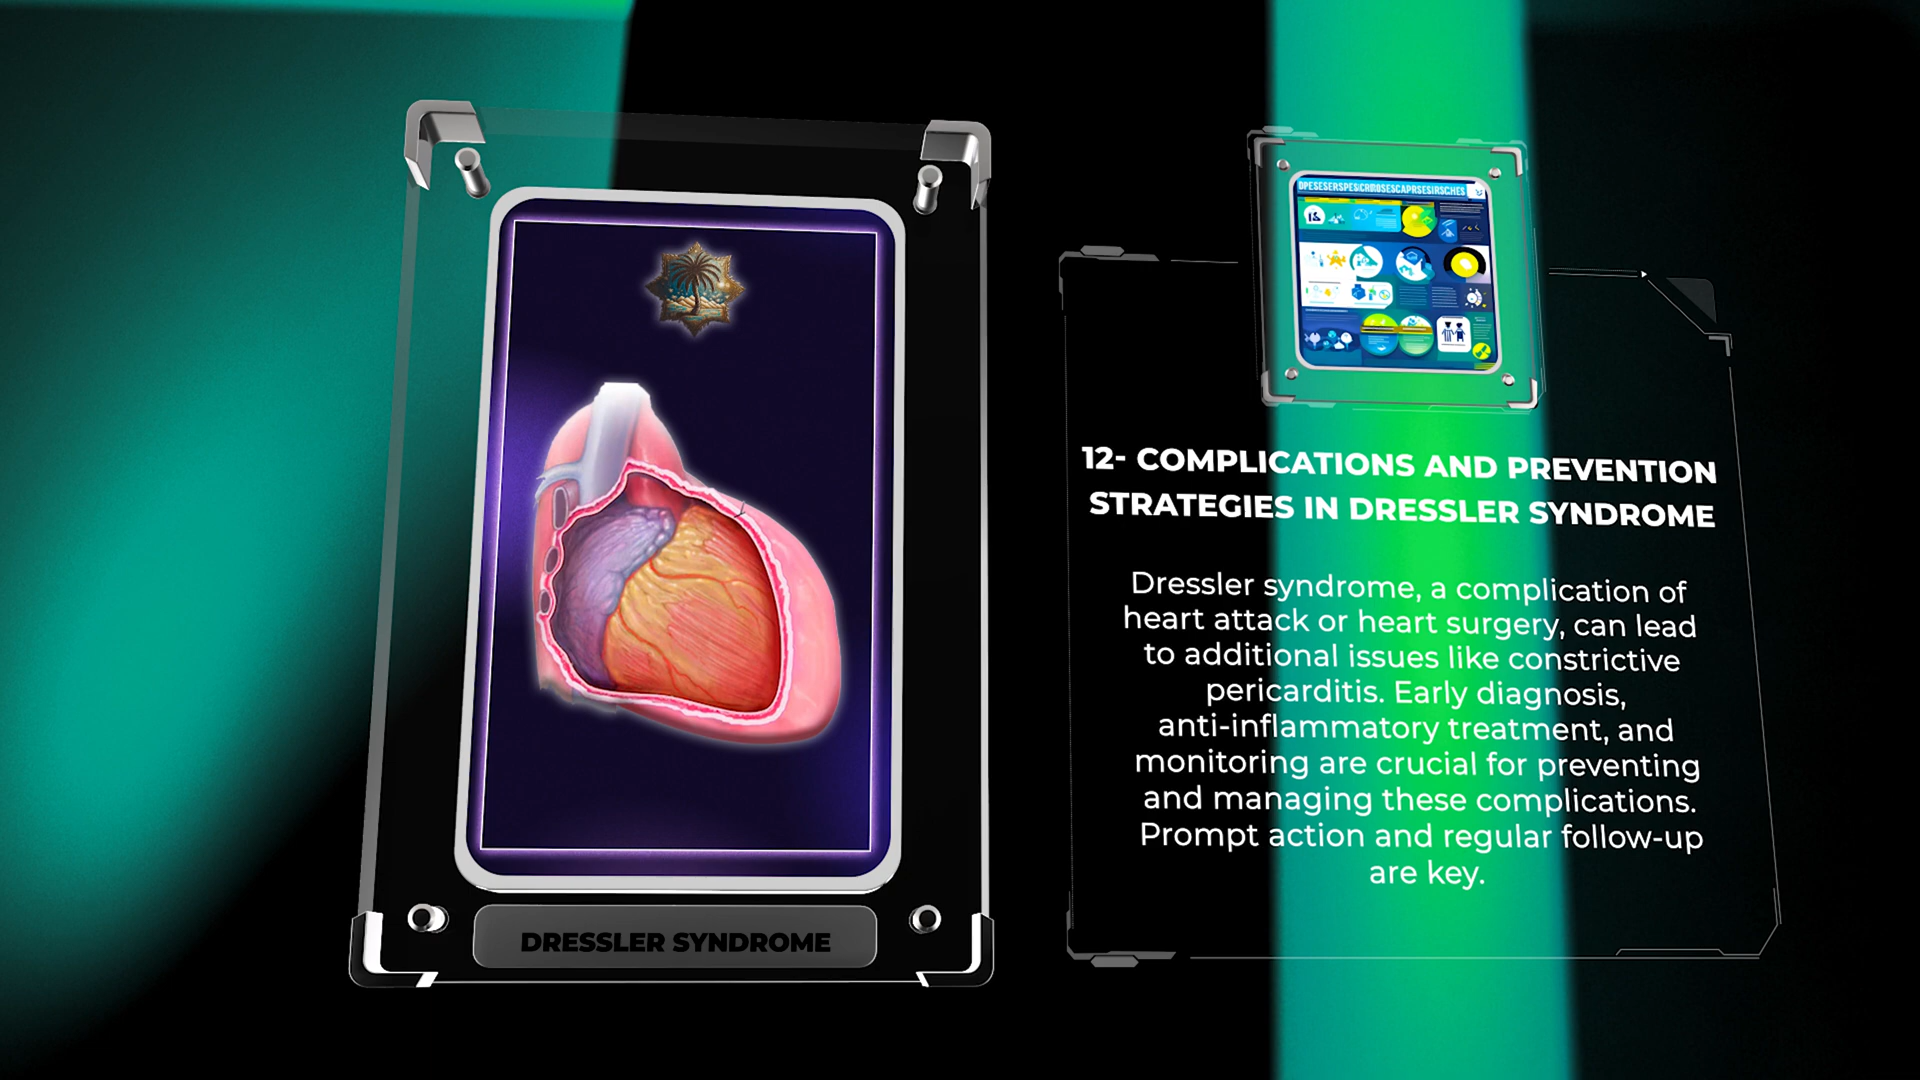 DRESSLER SYNDROME
12- COMPLICATIONS AND PREVENTION
STRATEGIES IN DRESSLER SYNDROME
Dressler syndrome, a complication of
heart attack or heart surgery, can lead
to additional issues like constrictive
pericarditis. Early diagnosis,
anti-inflammatory treatment, and
monitoring are crucial for preventing
and managing these complications.
Prompt action and regular follow-up
are key.